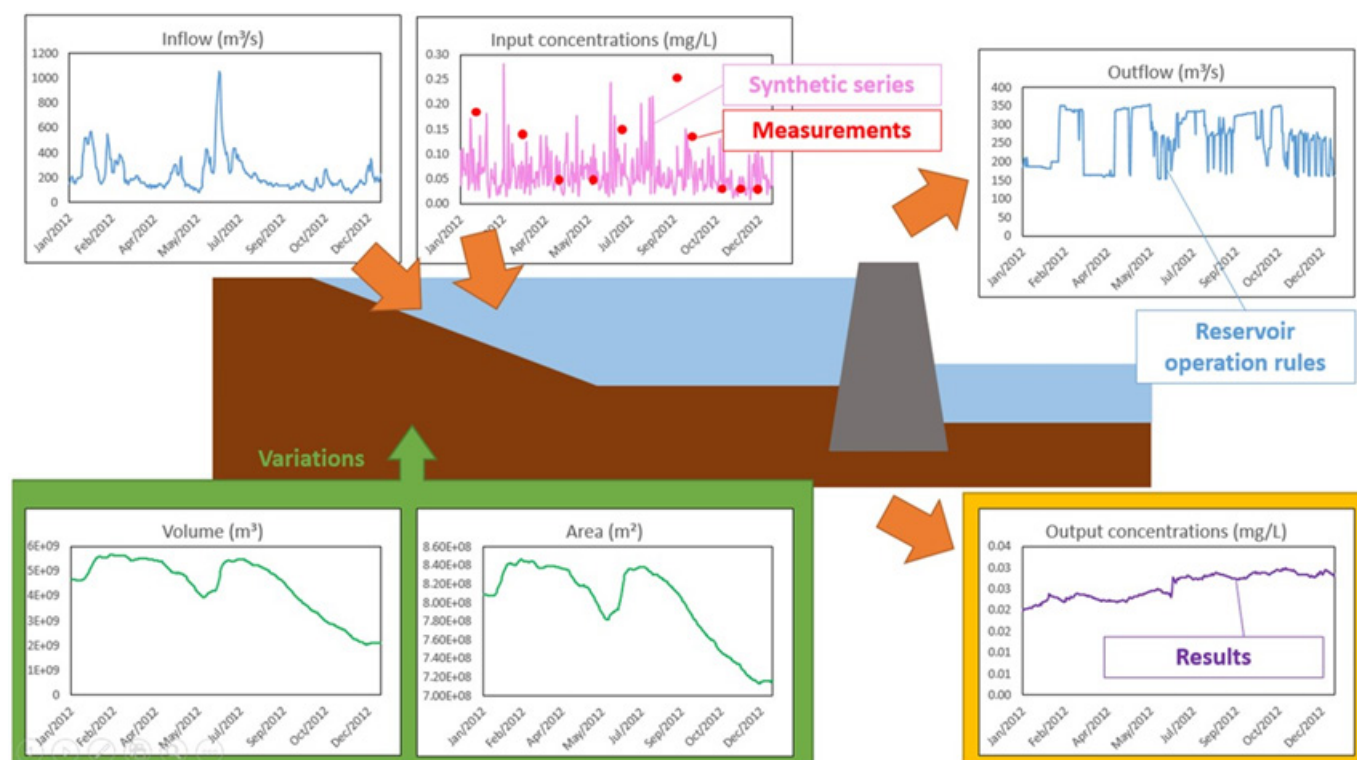 Inflow (m³/s)
1200
1000
800
600
400
200
0
Jan/2012 Feb/2012 Apr/2012 May/2012 Jul/2012 Sep/2012 Oct/2012 Dec/2012
Input concentrations (mg/L)
0.30
0.25
0.20
0.15
0.10
0.05
0.00
Jan/2012 /2012 Apr/2012 May/2012 Jul/2012 Sep/2012 Oct/2012 Dec/2012
Synthetic series
Measurements
Outflow (m³/s)
400
350
300
250
200
150
100
50
0
Jan/2012 Feb/2012 Apr/2012 May/2012 Jul/2012 Sep/2012 Oct/2012 Dec/2012
Reservoir
operation rules
Variations
Volume (m³)
6E+09
5E+09
4E+09
3E+09
2E+09
1E+09
0
Jan/2012 Feb/2012 Apr/2012 May/2012 Jul/2012 Sep/2012 Oct/2012 Dec/2012
Area (m²)
8.60E+08
8.40E+08
8.20E+08
8.00E+08
7.80E+08
7.60E+08
7.40E+08
7.20E+08
7.00E+08
Jan/2012 Feb/2012 Apr/2012 May/2012 Jul/2012 Sep/2012 Oct/2012 Dec/2012
Output concentrations (mg/L)
0.04
0.03
0.03
0.02
0.02
0.01
0.01
0.00
Jan/2012 Feb/2012 Apr/2012 May/2012 Jul/2012 Sep/2012 Oct/2012 Dec/2012
Results